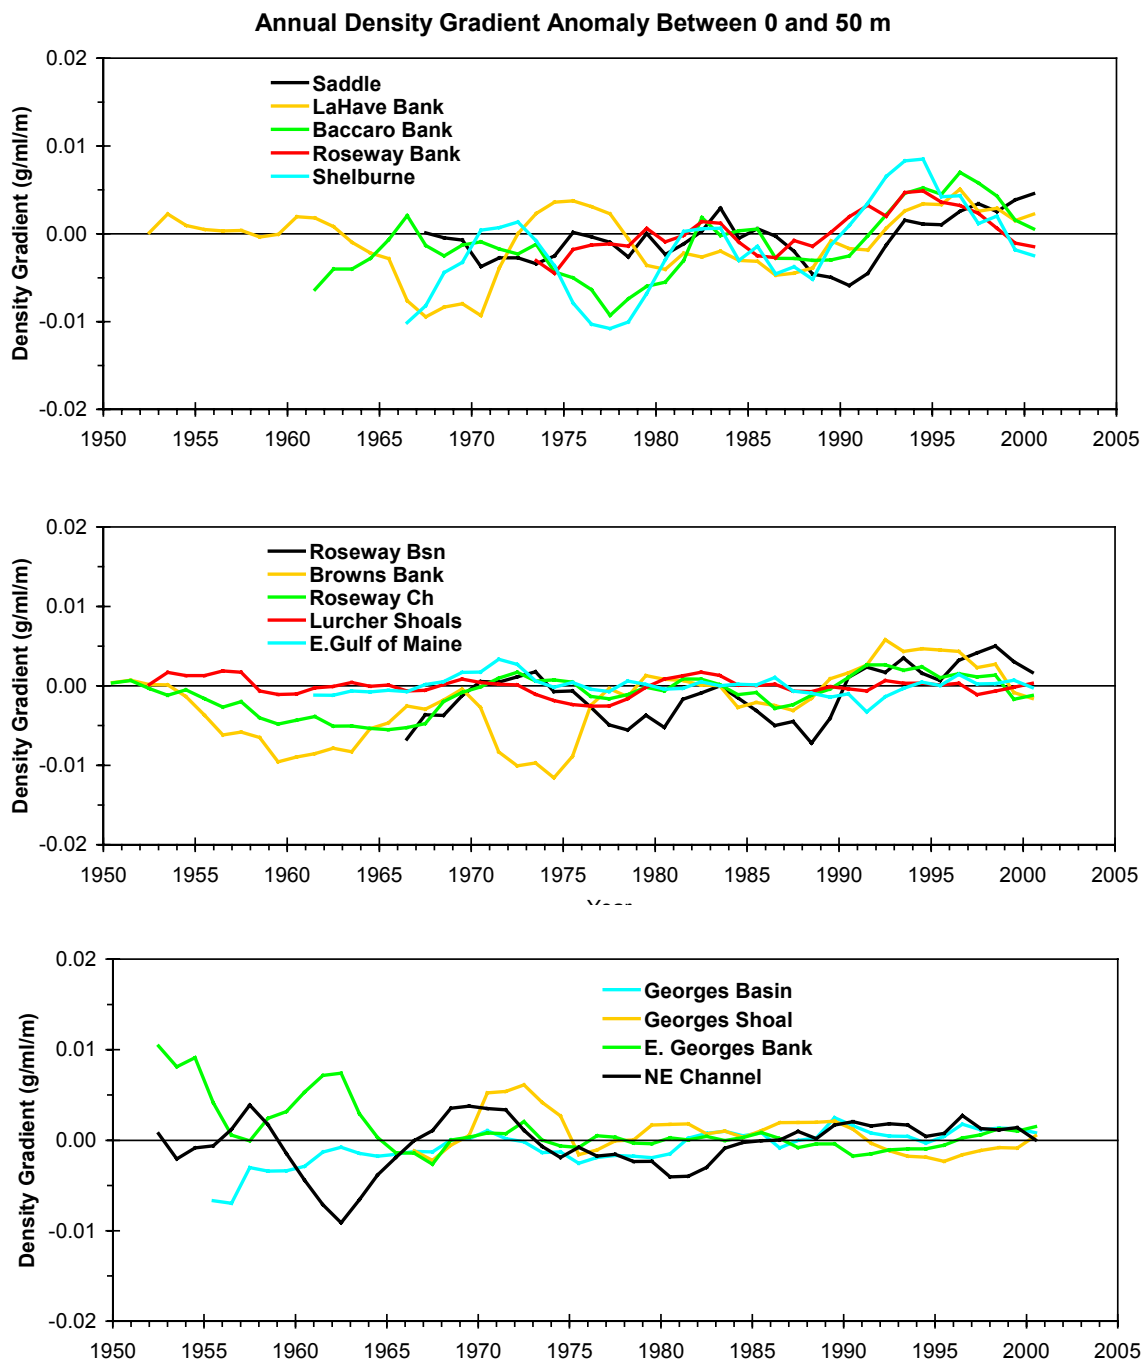 Annual Density Gradient Anomaly Between 0 and 50 m
0.02
0.01
0.00
-0.01
-0.02
Density Gradient (g/ml/m)
Saddle
LaHave Bank
Baccaro Bank
Roseway Bank
Shelburne
1950 1955 1960 1965 1970 1975 1980 1985 1990 1995 2000 2005
0.02
0.01
0.00
-0.01
-0.02
Density Gradient (g/ml/m)
Roseway Bsn
Browns Bank
Roseway Ch
Lurcher Shoals
E.Gulf of Maine
1950 1955 1960 1965 1970 1975 1980 1985 1990 1995 2000 2005
Year
0.02
0.01
0.00
-0.01
-0.02
Density Gradient (g/ml/m)
Georges Basin
Georges Shoal
E. Georges Bank
NE Channel
1950 1955 1960 1965 1970 1975 1980 1985 1990 1995 2000 2005